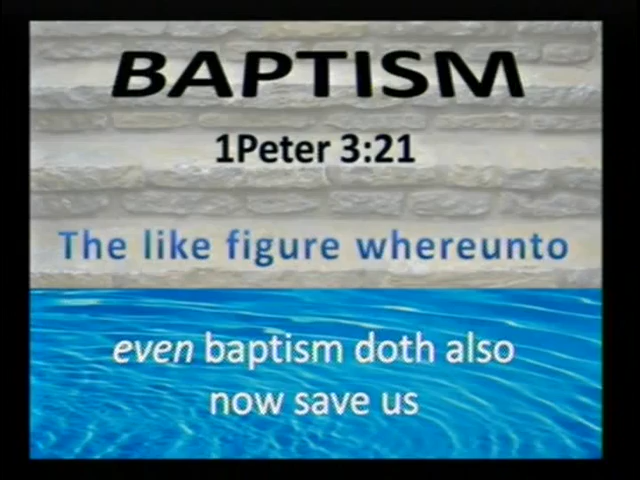 BAPTISM
1Peter 3:21
The like figure whereunto
even baptism doth also
now save us